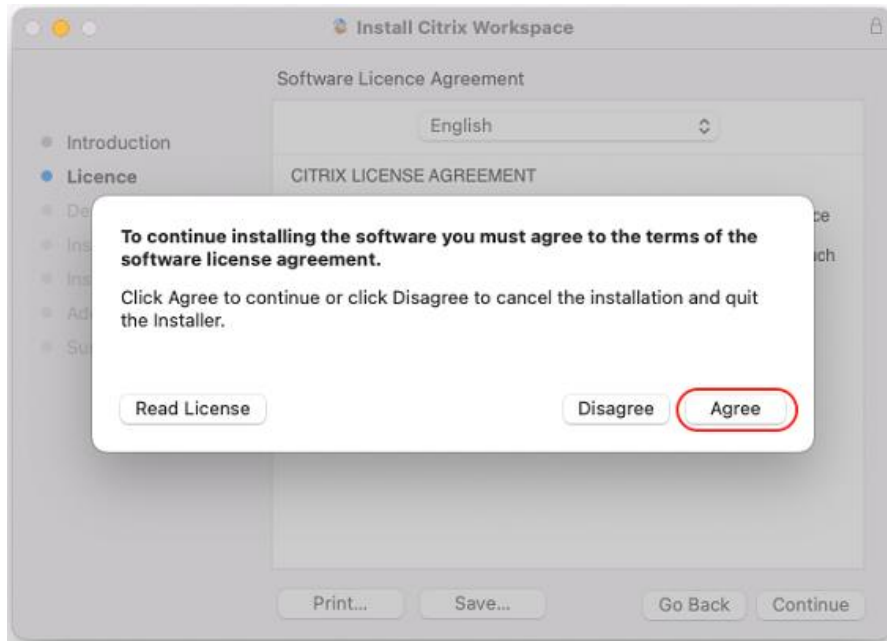 Install Citrix Workspace
Software Licence Agreement
English
Introduction
Licence
CITRIX LICENSE AGREEMENT
To continue installing the software you must agree to the terms of the
software license agreement.
Click Agree to continue or click Disagree to cancel the installation and quit
the Installer.
Read License
Disagree
Agree
Print...
Save...
Go Back
Continue